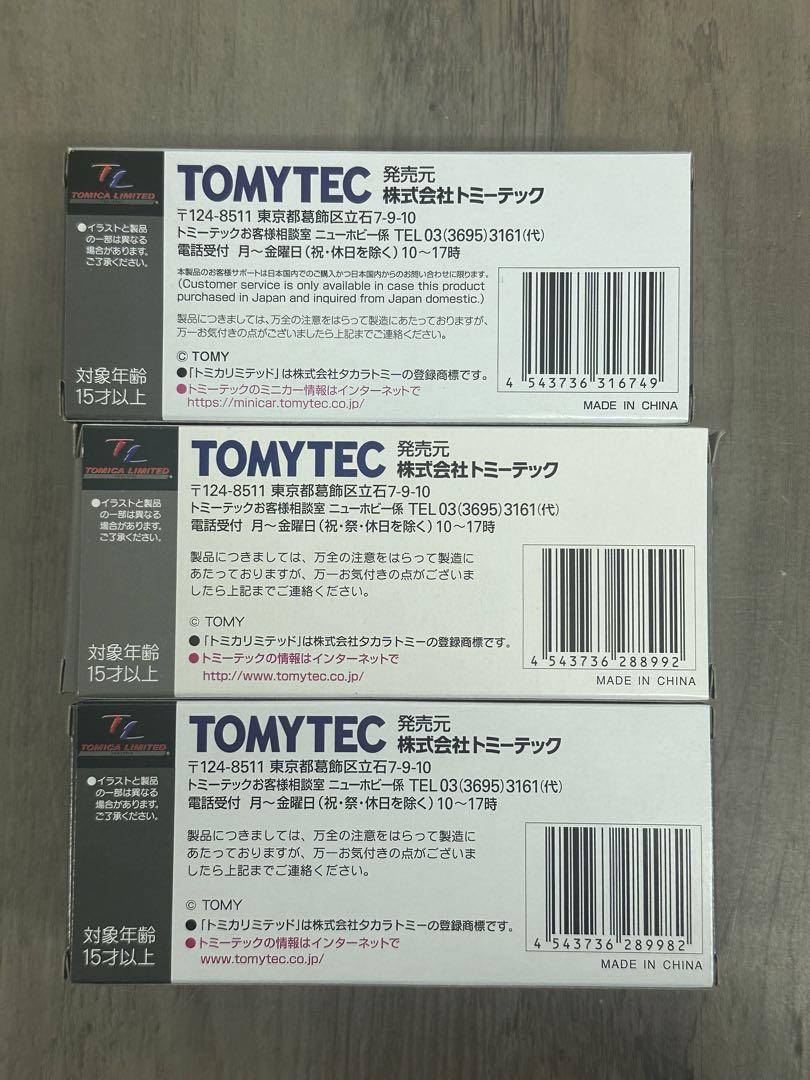 TL
TOMICA LIMITED
●イラストと製品
の一部は異なる
場合があります。
ご了承ください。
対象年齢
15才以上
TOMYTEC 発売元
株式会社トミーテック
〒124-8511 東京都葛飾区立石7-9-10
トミーテックお客様相談室 ニューホビー係 TEL 03(3695)3161(代)
電話受付 月〜金曜日(祝・休日を除く)10〜17時
本製品のお客様サポートは日本国内でのご購入かつ日本国内からのお問い合わせに限ります。
(Customer service is only available in case this product
purchased in Japan and inquired from Japan domestic.)
製品につきましては、万全の注意をはらって製造にあたっておりますが、
万一お気付きの点がございましたら上記までご連絡ください。
© TOMY
●「トミカリミテッド」は株式会社タカラトミーの登録商標です。
●トミーテックのミニカー情報はインターネットで
https://minicar.tomytec.co.jp/
4 543736 316749
MADE IN CHINA
TL
TOMICA LIMITED
●イラストと製品
の一部は異なる
場合があります。
ご了承ください。
対象年齢
15才以上
TOMYTEC 発売元
株式会社トミーテック
〒124-8511 東京都葛飾区立石7-9-10
トミーテックお客様相談室 ニューホビー係 TEL 03(3695)3161(代)
電話受付 月〜金曜日(祝・祭・休日を除く)10〜17時
製品につきましては、万全の注意をはらって製造に
あたっておりますが、万一お気付きの点がございま
したら上記までご連絡ください。
© TOMY
●「トミカリミテッド」は株式会社タカラトミーの登録商標です。
●トミーテックの情報はインターネットで
http://www.tomytec.co.jp/
4 543736 288992
MADE IN CHINA
TL
TOMICA LIMITED
●イラストと製品
の一部は異なる
場合があります。
ご了承ください。
対象年齢
15才以上
TOMYTEC 発売元
株式会社トミーテック
〒124-8511 東京都葛飾区立石7-9-10
トミーテックお客様相談室 ニューホビー係 TEL 03(3695)3161(代)
電話受付 月〜金曜日(祝・祭・休日を除く)10〜17時
製品につきましては、万全の注意をはらって製造に
あたっておりますが、万一お気付きの点がございま
したら上記までご連絡ください。
© TOMY
●「トミカリミテッド」は株式会社タカラトミーの登録商標です。
●トミーテックの情報はインターネットで
www.tomytec.co.jp/
4 543736 289982
MADE IN CHINA